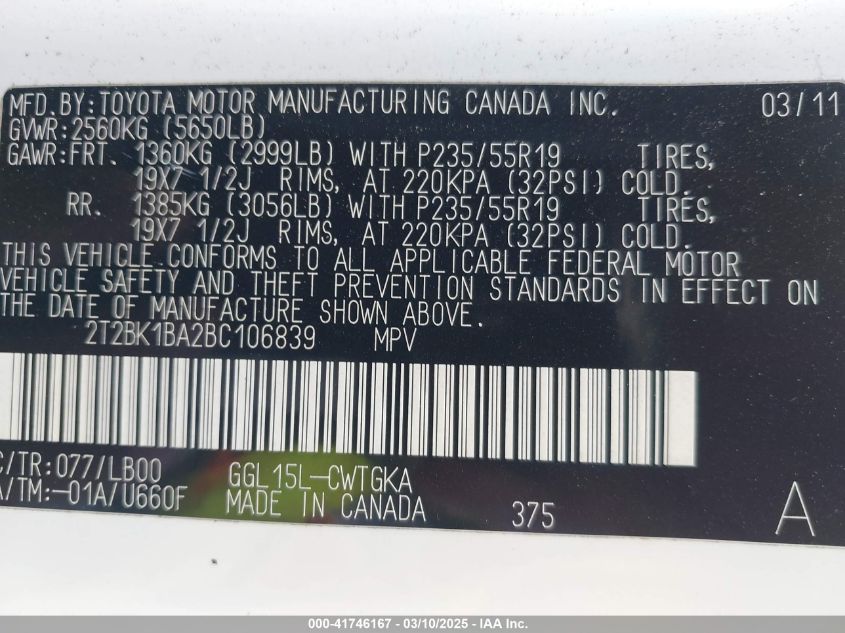 MFD. BY: TOYOTA MOTOR MANUFACTURING CANADA INC. 03/11
GVWR: 2560KG (5650LB)
GAWR: FRT. 1360KG (2999LB) WITH P235/55R19 TIRES,
19X7 1/2J RIMS, AT 220KPA (32PSI) COLD.
RR. 1385KG (3056LB) WITH P235/55R19 TIRES,
19X7 1/2J RIMS, AT 220KPA (32PSI) COLD.
THIS VEHICLE CONFORMS TO ALL APPLICABLE FEDERAL MOTOR
VEHICLE SAFETY AND THEFT PREVENTION STANDARDS IN EFFECT ON
THE DATE OF MANUFACTURE SHOWN ABOVE.
2T2BK1BA2BC106839 MPV
C/TR: 077/LB00 GGL15L-CWTGKA
A/TM: -01A/U660F MADE IN CANADA 375 A
000-41746167 — 03/10/2025 — IAA Inc.